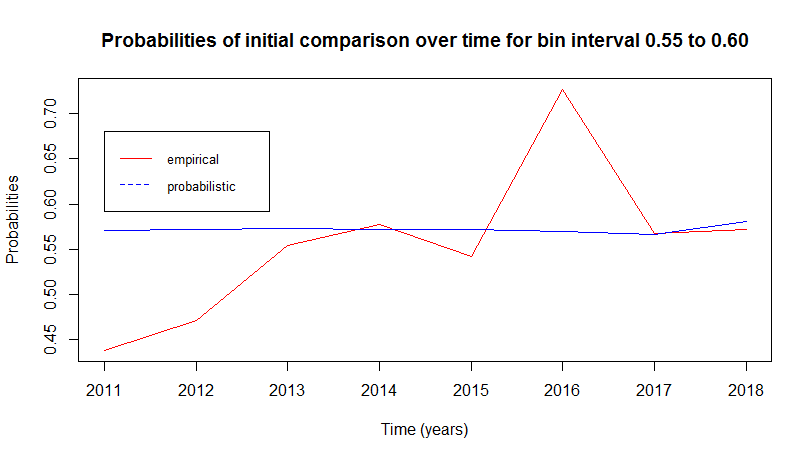 Probabilities of initial comparison over time for bin interval 0.55 to 0.60
Probabilities
0.70
0.65
0.60
0.55
0.50
0.45
empirical
probabilistic
2011 2012 2013 2014 2015 2016 2017 2018
Time (years)